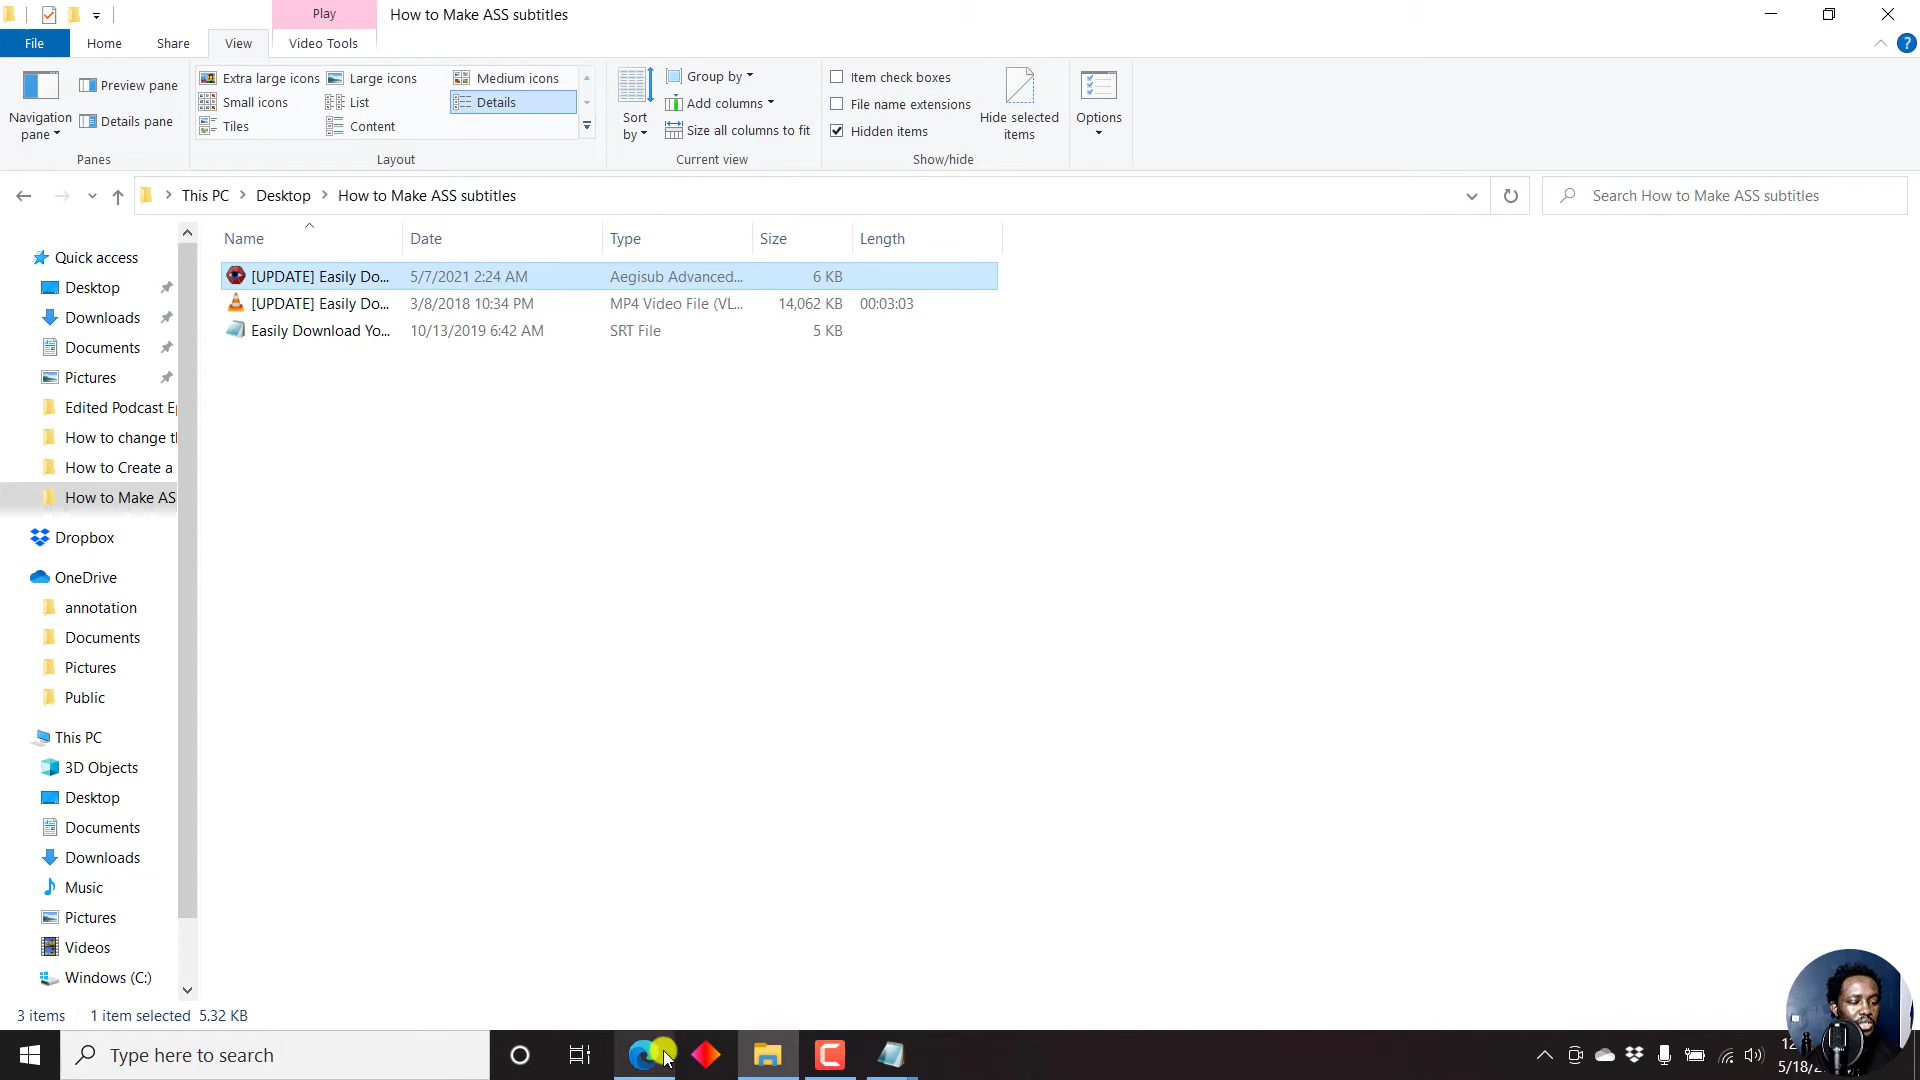 Play
How to Make ASS subtitles
File
Home
Share
View
Video Tools
Navigation pane
Preview pane
Details pane
Panes
Extra large icons
Large icons
Medium icons
Small icons
List
Details
Tiles
Content
Layout
Sort by
Group by
Add columns
Size all columns to fit
Current view
Item check boxes
File name extensions
Hidden items
Hide selected items
Show/hide
Options
This PC
Desktop
How to Make ASS subtitles
Search How to Make ASS subtitles
Name
Date
Type
Size
Length
[UPDATE] Easily Do... 5/7/2021 2:24 AM Aegisub Advanced... 6 KB
[UPDATE] Easily Do... 3/8/2018 10:34 PM MP4 Video File (VL... 14,062 KB 00:03:03
Easily Download Yo... 10/13/2019 6:42 AM SRT File 5 KB
Quick access
Desktop
Downloads
Documents
Pictures
Edited Podcast E
How to change t
How to Create a
How to Make AS
Dropbox
OneDrive
annotation
Documents
Pictures
Public
This PC
3D Objects
Desktop
Documents
Downloads
Music
Pictures
Videos
Windows (C:)
3 items
1 item selected 5.32 KB
Type here to search
12
5/18/2